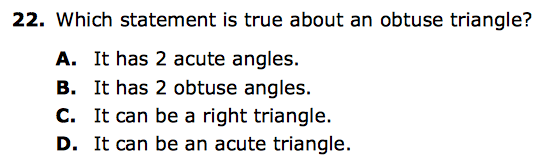 22. Which statement is true about an obtuse triangle?
A. It has 2 acute angles.
B. It has 2 obtuse angles.
C. It can be a right triangle.
D. It can be an acute triangle.